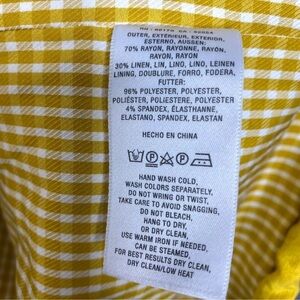 OUTER, EXTERIEUR, EXTERIOR,
ESTERNO, AUSSEN:
70% RAYON, RAYONNE, RAYÓN,
RAYON, RAYON
30% LINEN, LIN, LINO, LINO, LEINEN
LINING, DOUBLURE, FORRO, FODERA,
FUTTER:
96% POLYESTER, POLYESTER,
POLIÉSTER, POLIESTERE, POLYESTER
4% SPANDEX, ÉLASTHANNE,
ELASTANO, SPANDEX, ELASTAN
HECHO EN CHINA
P
HAND WASH COLD,
WASH COLORS SEPARATELY,
DO NOT WRING OR TWIST,
TAKE CARE TO AVOID SNAGGING,
DO NOT BLEACH,
HANG TO DRY,
OR DRY CLEAN,
USE WARM IRON IF NEEDED,
CAN BE STEAMED,
FOR BEST RESULTS DRY CLEAN,
DRY CLEAN/LOW HEAT